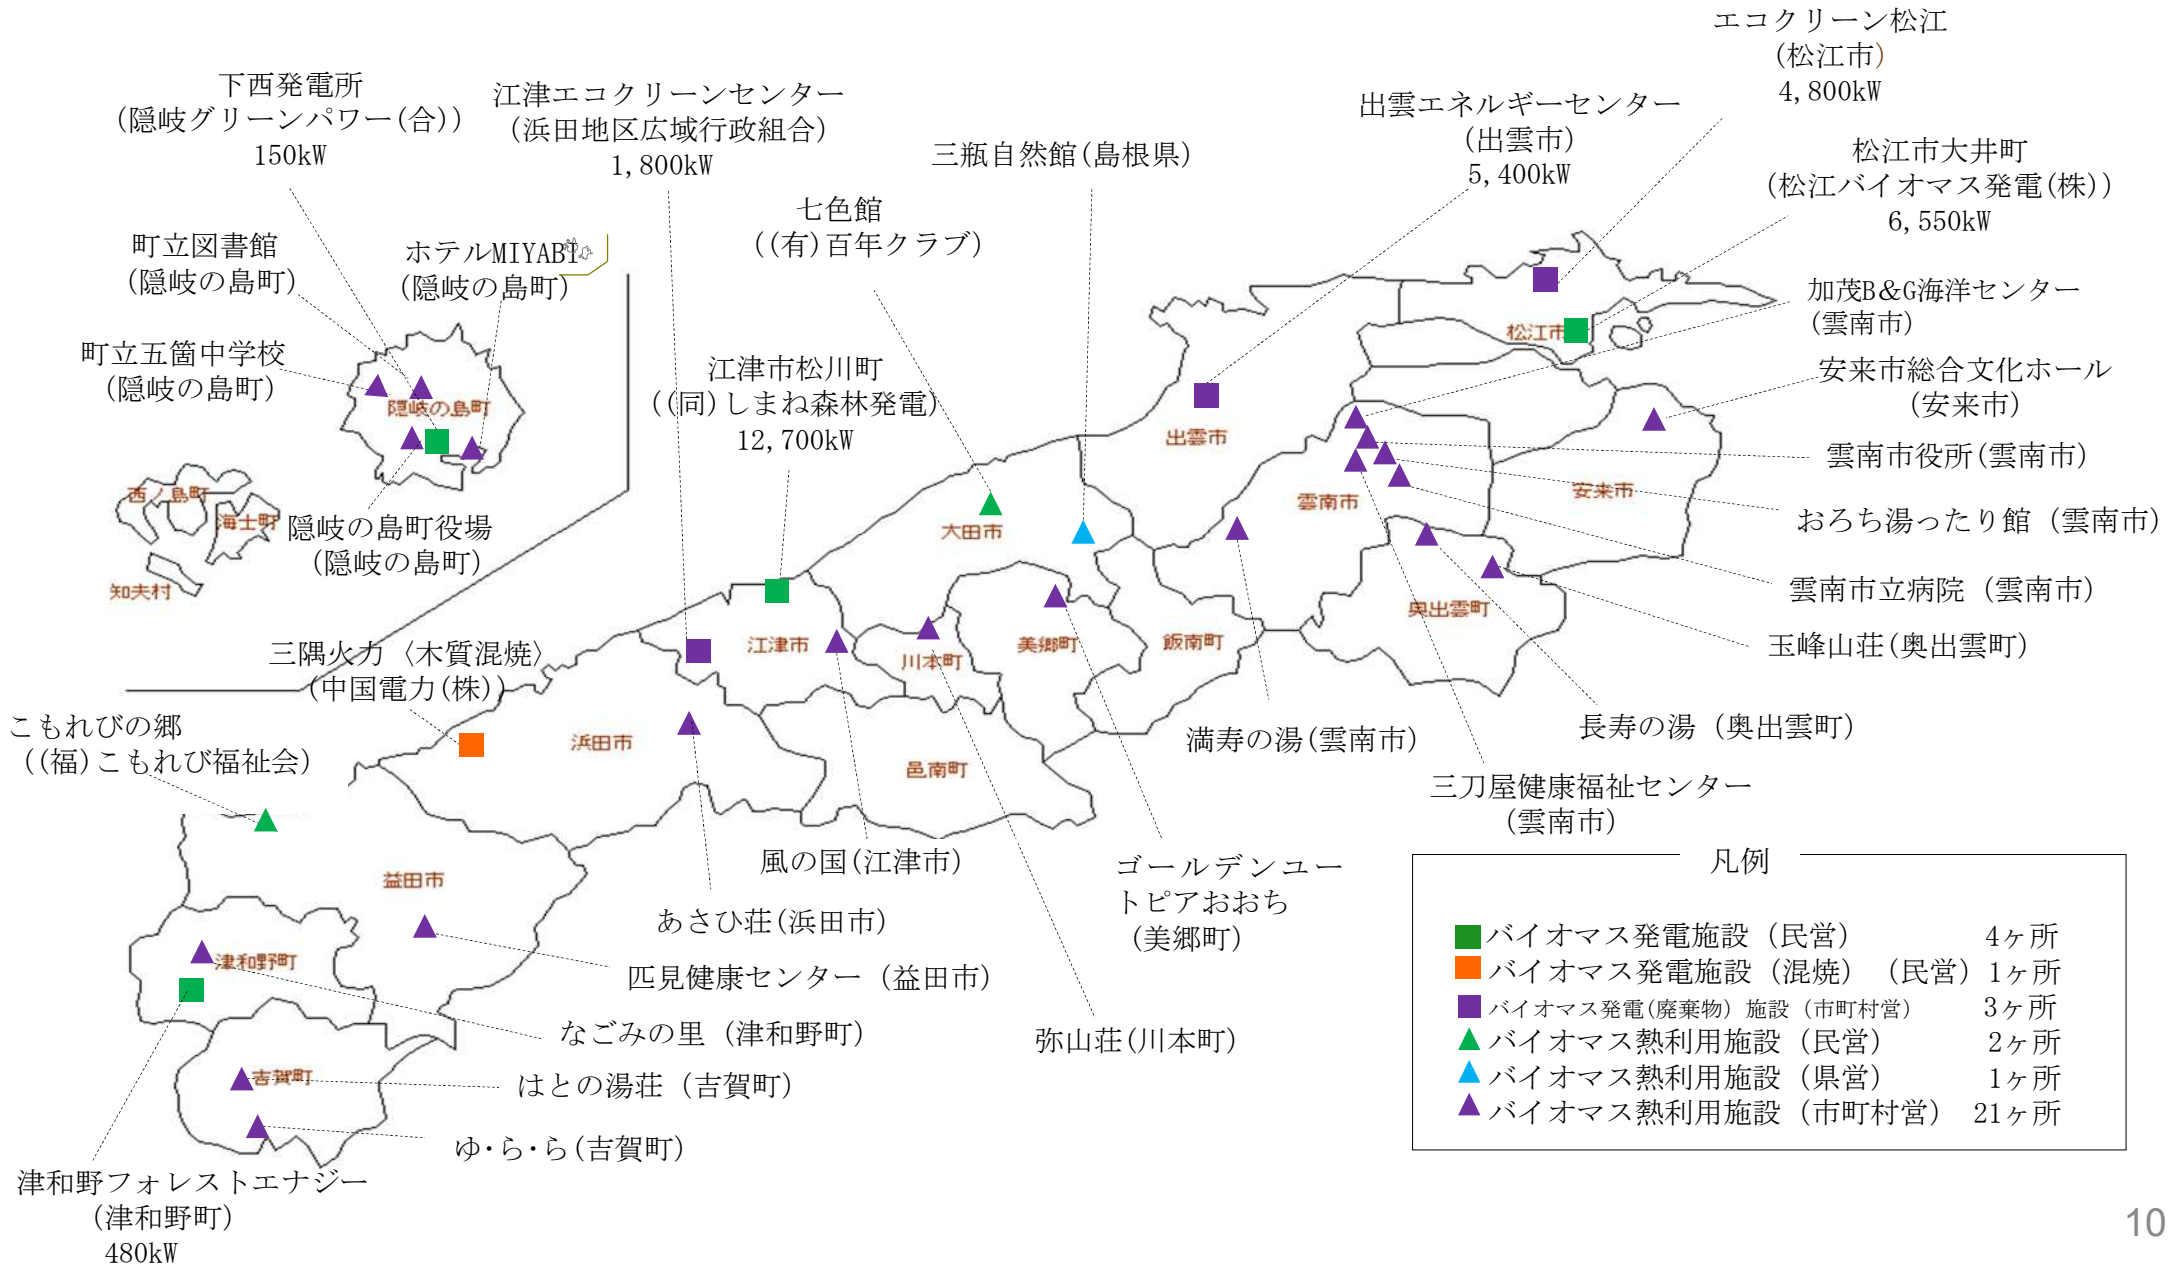 エコクリーン松江
(松江市)
4,800kW
下西発電所
(隠岐グリーンパワー(合))
150kW
江津エコクリーンセンター
(浜田地区広域行政組合)
1,800kW
出雲エネルギーセンター
(出雲市)
5,400kW
三瓶自然館(島根県)
松江市大井町
(松江バイオマス発電(株))
6,550kW
七色館
((有)百年クラブ)
町立図書館
(隠岐の島町)
ホテルMIYABI
(隠岐の島町)
加茂B&G海洋センター
(雲南市)
町立五箇中学校
(隠岐の島町)
江津市松川町
((同)しまね森林発電)
12,700kW
安来市総合文化ホール
(安来市)
松江市
隠岐の島町
出雲市
雲南市役所(雲南市)
西ノ島町
海士町
隠岐の島町役場
(隠岐の島町)
知夫村
大田市
雲南市
安来市
おろち湯ったり館(雲南市)
雲南市立病院(雲南市)
奥出雲町
玉峰山荘(奥出雲町)
三隅火力〈木質混焼〉
(中国電力(株))
江津市
川本町
美郷町
飯南町
こもれびの郷
((福)こもれび福祉会)
浜田市
邑南町
満寿の湯(雲南市)
長寿の湯(奥出雲町)
三刀屋健康福祉センター
(雲南市)
風の国(江津市)
ゴールデンユー
トピアおおち
(美郷町)
益田市
あさひ荘(浜田市)
匹見健康センター(益田市)
津和野町
なごみの里(津和野町)
弥山荘(川本町)
吉賀町
はとの湯荘(吉賀町)
ゆ・ら・ら(吉賀町)
津和野フォレストエナジー
(津和野町)
480kW
凡例
バイオマス発電施設(民営) 4ヶ所
バイオマス発電施設(混焼)(民営) 1ヶ所
バイオマス発電(廃棄物)施設(市町村営) 3ヶ所
バイオマス熱利用施設(民営) 2ヶ所
バイオマス熱利用施設(県営) 1ヶ所
バイオマス熱利用施設(市町村営) 21ヶ所
10